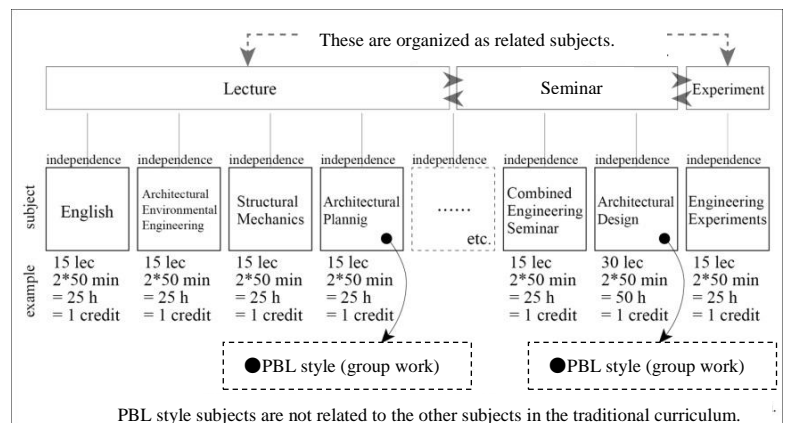 These are organized as related subjects.
Lecture
Seminar
Experiment
independence
independence
independence
independence
independence
independence
independence
independence
subject
English
Architectural
Environmental
Engineering
Structural
Mechanics
Architectural
Plannig
......
etc.
Combined
Engineering
Seminar
Architectural
Design
Engineering
Experiments
example
15 lec
2*50 min
= 25 h
= 1 credit
15 lec
2*50 min
= 25 h
= 1 credit
15 lec
2*50 min
= 25 h
= 1 credit
15 lec
2*50 min
= 25 h
= 1 credit
15 lec
2*50 min
= 25 h
= 1 credit
30 lec
2*50 min
= 50 h
= 1 credit
15 lec
2*50 min
= 25 h
= 1 credit
●PBL style (group work)
●PBL style (group work)
PBL style subjects are not related to the other subjects in the traditional curriculum.